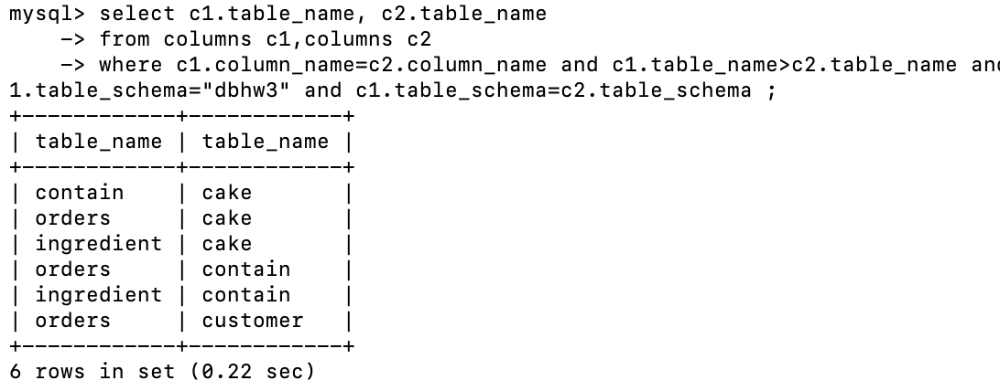 mysql> select c1.table_name, c2.table_name
    -> from columns c1,columns c2
    -> where c1.column_name=c2.column_name and c1.table_name>c2.table_name and
1.table_schema="dbhw3" and c1.table_schema=c2.table_schema ;
+------------+------------+
| table_name | table_name |
+------------+------------+
| contain    | cake       |
| orders     | cake       |
| ingredient | cake       |
| orders     | contain    |
| ingredient | contain    |
| orders     | customer   |
+------------+------------+
6 rows in set (0.22 sec)